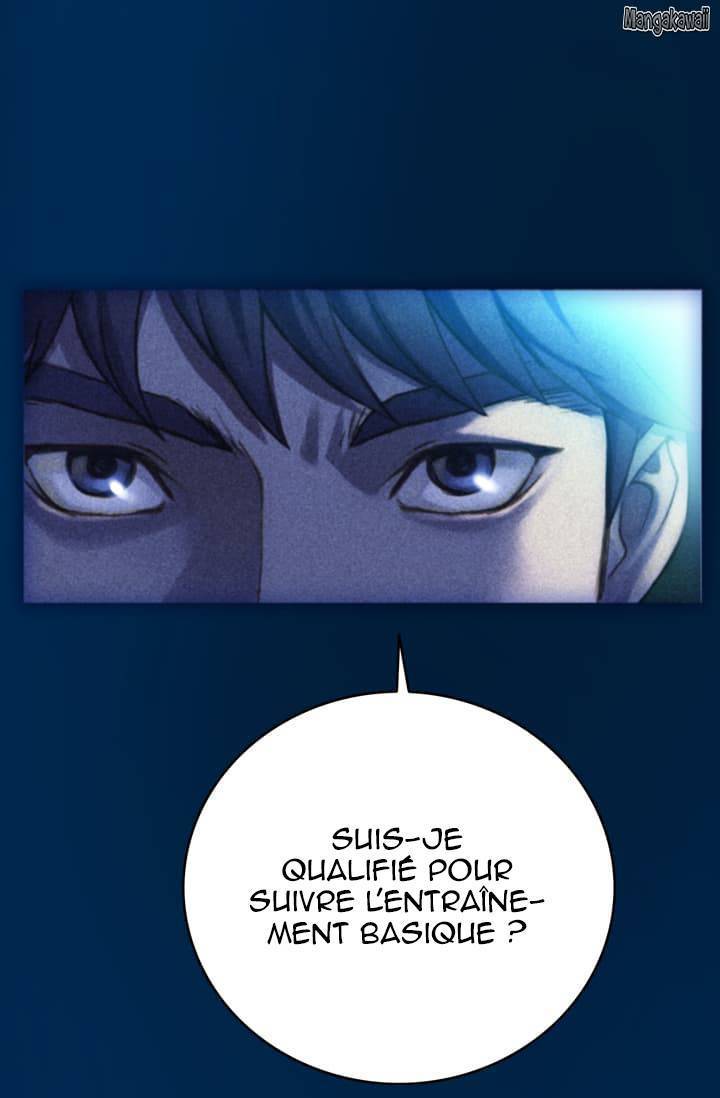 Mangakawaii
SUIS-JE
QUALIFIÉ POUR
SUIVRE L'ENTRAÎNE-
MENT BASIQUE ?